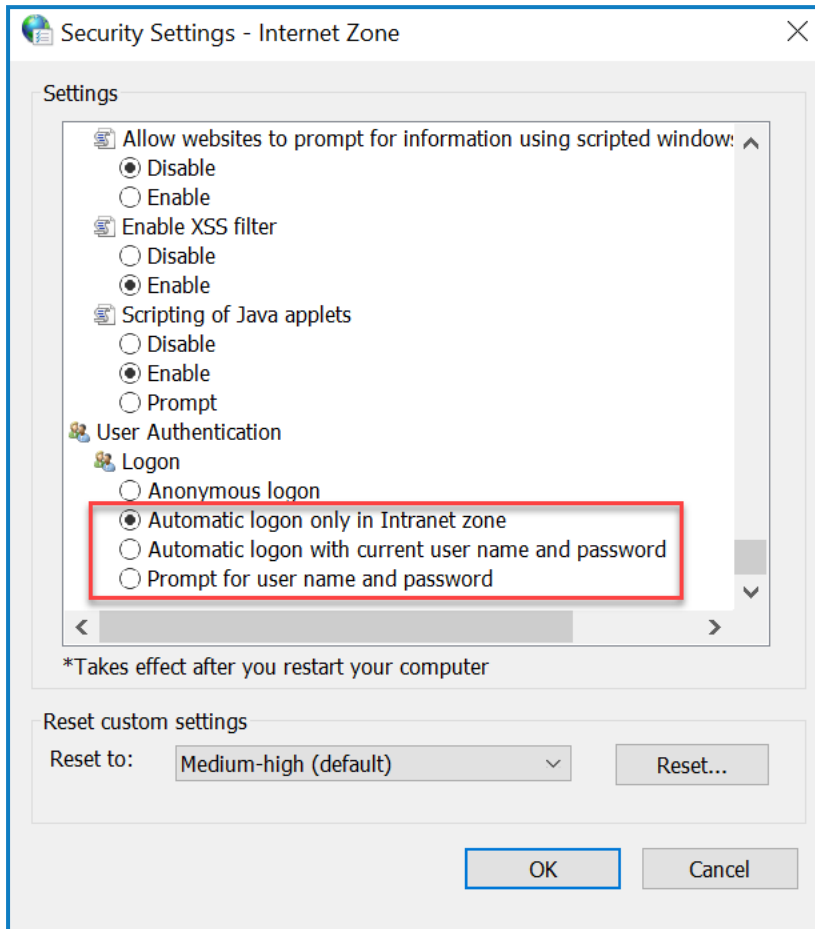 Security Settings - Internet Zone
Settings
Allow websites to prompt for information using scripted
Disable
Enable
Enable XSS filter
Disable
Enable
Scripting of Java applets
Disable
Enable
Prompt
User Authentication
Logon
Anonymous logon
Automatic logon only in Intranet zone
Automatic logon with current user name and password
Prompt for user name and password
*Takes effect after you restart your computer
Reset custom settings
Reset to:
Medium-high (default)
Reset...
OK
Cancel